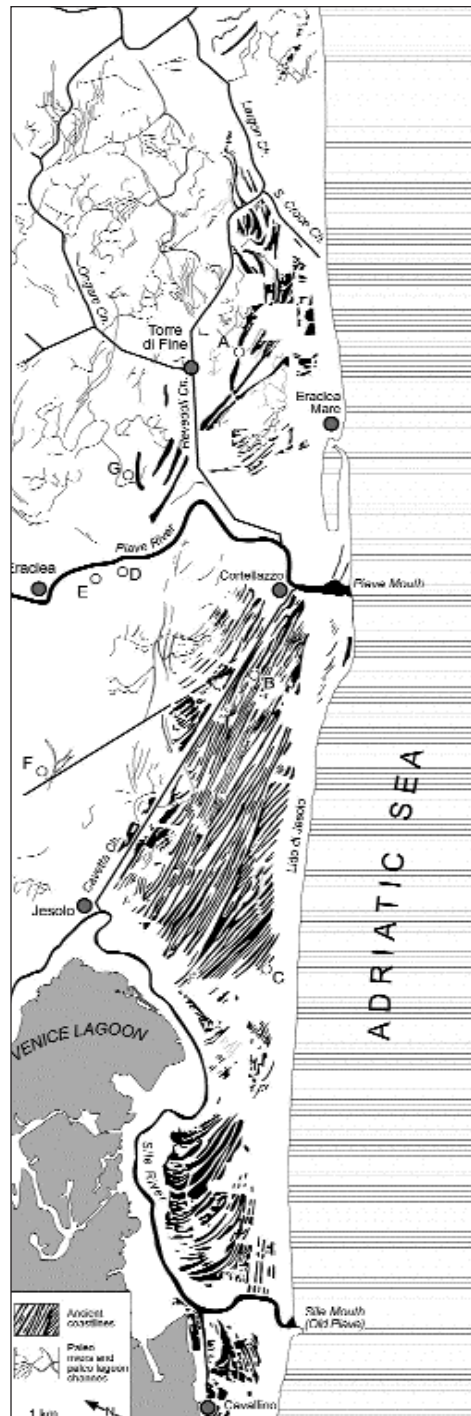 Largon Ch.
S. Croce Ch.
Ongaro Ch.
Torre
di Fine
A
Eraclea
Mare
Revedoli Ch.
G
Piave River
Eraclea
E
D
Cortellazzo
Piave Mouth
B
F
Lido di Jesolo
ADRIATIC SEA
Cavetta Ch.
Jesolo
C
VENICE LAGOON
Sile River
Sile Mouth
(Old Piave)
Ancient
coastlines
Paleo
rivers and
paleo lagoon
channels
1 km
N
Cavallino